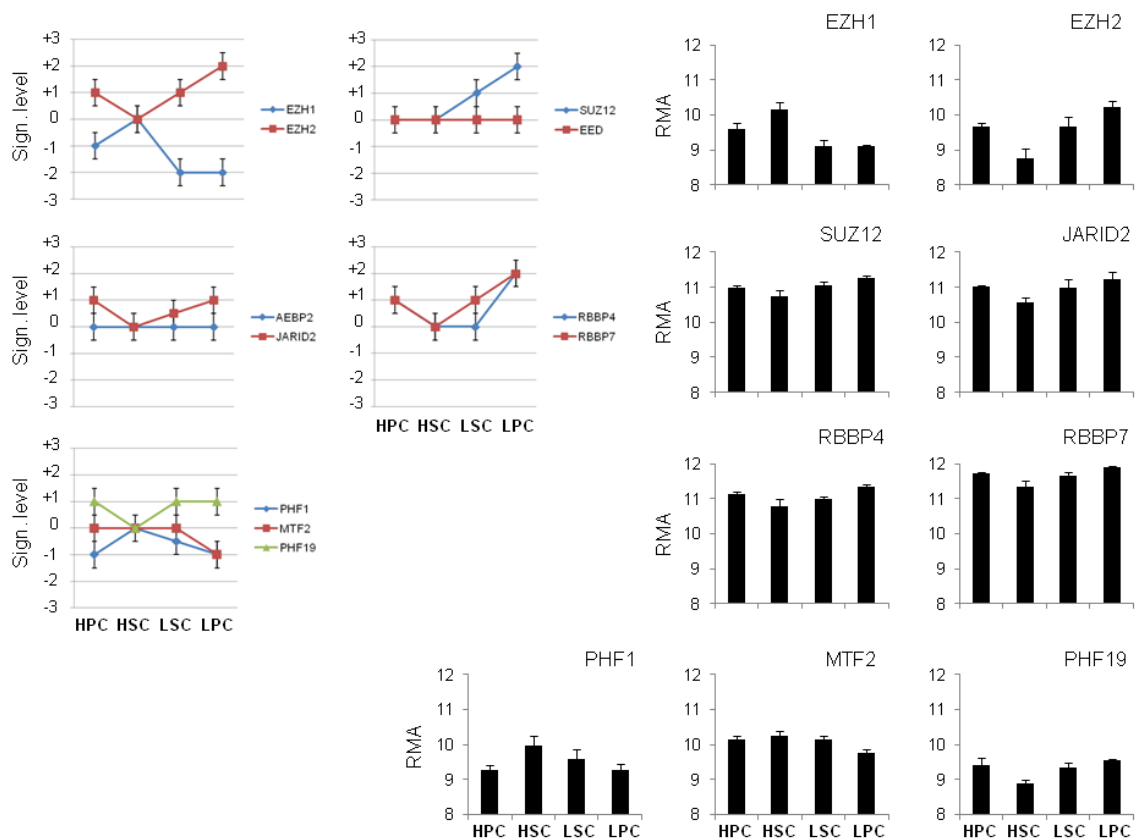 EZH1
EZH2
Sign. level
+3
+2
+1
0
-1
-2
-3
EZH1
EZH2
+3
+2
+1
0
-1
-2
-3
SUZ12
EED
RMA
12
11
10
9
8
12
11
10
9
8
SUZ12
JARID2
Sign. level
+3
+2
+1
0
-1
-2
-3
AEBP2
JARID2
+3
+2
+1
0
-1
-2
-3
RBBP4
RBBP7
HPC HSC LSC LPC
RMA
12
11
10
9
8
12
11
10
9
8
RBBP4
RBBP7
Sign. level
+3
+2
+1
0
-1
-2
-3
PHF1
MTF2
PHF19
HPC HSC LSC LPC
RMA
12
11
10
9
8
12
11
10
9
8
PHF1
MTF2
PHF19
RMA
12
11
10
9
8
HPC HSC LSC LPC
12
11
10
9
8
HPC HSC LSC LPC
12
11
10
9
8
HPC HSC LSC LPC